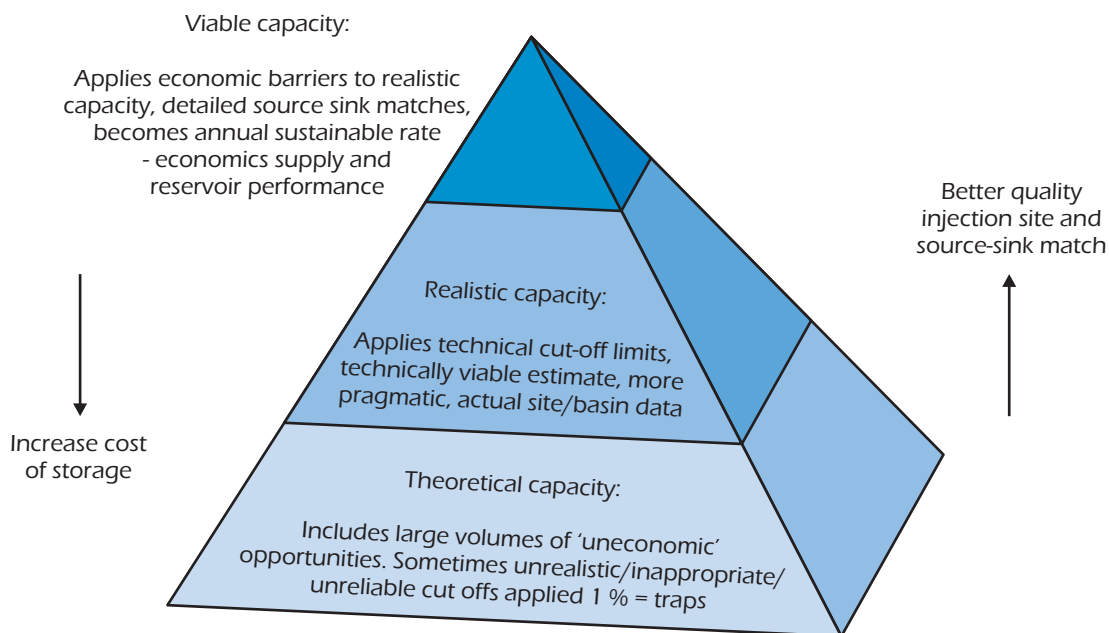 Viable capacity:
Applies economic barriers to realistic
capacity, detailed source sink matches,
becomes annual sustainable rate
- economics supply and
reservoir performance
Better quality
injection site and
source-sink match
Realistic capacity:
Applies technical cut-off limits,
technically viable estimate, more
pragmatic, actual site/basin data
Increase cost
of storage
Theoretical capacity:
Includes large volumes of ‘uneconomic’
opportunities. Sometimes unrealistic/inappropriate/
unreliable cut offs applied 1 % = traps